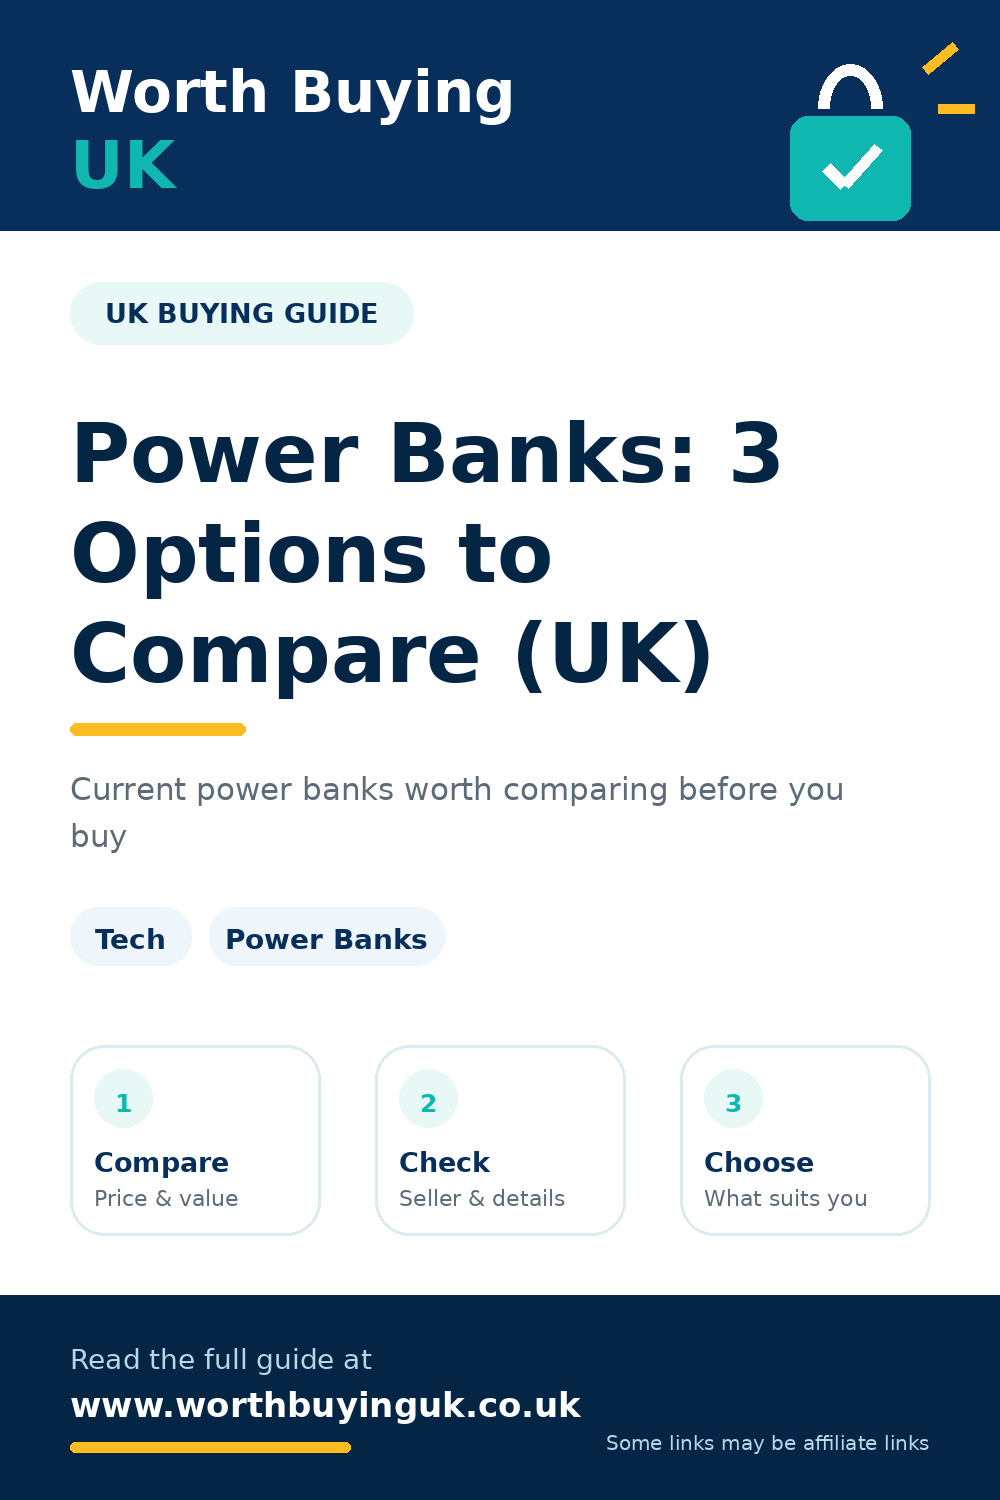 Worth Buying
UK
UK BUYING GUIDE
Power Banks: 3
Options to
Compare (UK)
Current power banks worth comparing before you
buy
Tech
Power Banks
1
Compare
Price & value
2
Check
Seller & details
3
Choose
What suits you
Read the full guide at
www.worthbuyinguk.co.uk
Some links may be affiliate links